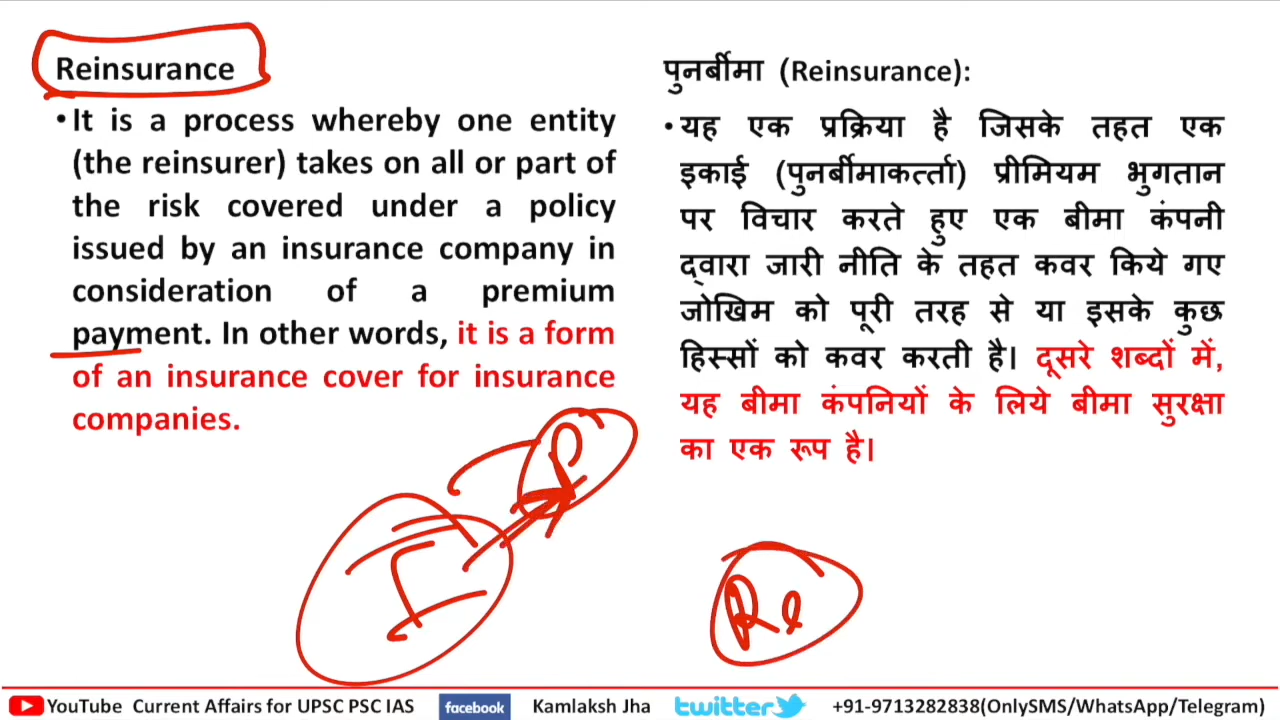 Reinsurance
•It is a process whereby one entity
(the reinsurer) takes on all or part of
the risk covered under a policy
issued by an insurance company in
consideration of a premium
payment. In other words, it is a form
of an insurance cover for insurance
companies.
I
P
पुनर्बीमा (Reinsurance):
•यह एक प्रक्रिया है जिसके तहत एक
इकाई (पुनर्बीमाकर्त्ता) प्रीमियम भुगतान
पर विचार करते हुए एक बीमा कंपनी
द्वारा जारी नीति के तहत कवर किये गए
जोखिम को पूरी तरह से या इसके कुछ
हिस्सों को कवर करती है। दूसरे शब्दों में,
यह बीमा कंपनियों के लिये बीमा सुरक्षा
का एक रूप है।
Re
YouTube Current Affairs for UPSC PSC IAS facebook Kamlaksh Jha twitter +91-9713282838(OnlySMS/WhatsApp/Telegram)